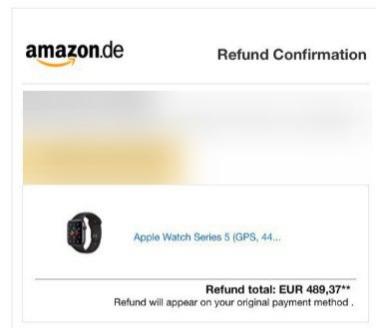 amazon.de
Refund Confirmation
Apple Watch Series 5 (GPS, 44...
Refund total: EUR 489,37**
Refund will appear on your original payment method .